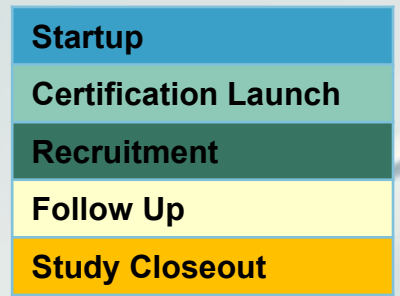 Startup
Certification Launch
Recruitment
Follow Up
Study Closeout